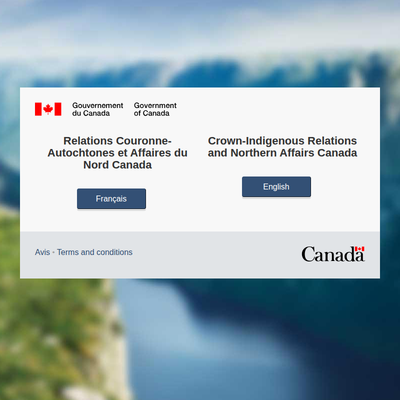 Gouvernement du Canada
Government of Canada
Relations Couronne-
Autochtones et Affaires du
Nord Canada
Français
Crown-Indigenous Relations
and Northern Affairs Canada
English
Avis · Terms and conditions
Canada